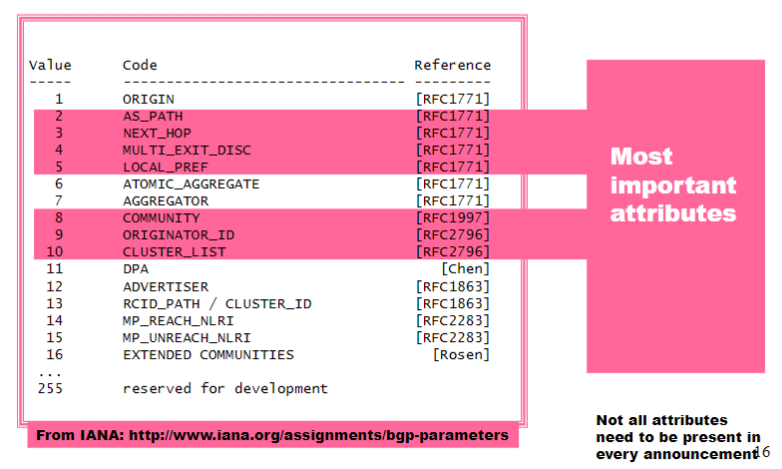 Value Code Reference
----- -------------------------------- ---------
1 ORIGIN [RFC1771]
2 AS_PATH [RFC1771]
3 NEXT_HOP [RFC1771]
4 MULTI_EXIT_DISC [RFC1771]
5 LOCAL_PREF [RFC1771]
6 ATOMIC_AGGREGATE [RFC1771]
7 AGGREGATOR [RFC1771]
8 COMMUNITY [RFC1997]
9 ORIGINATOR_ID [RFC2796]
10 CLUSTER_LIST [RFC2796]
11 DPA [Chen]
12 ADVERTISER [RFC1863]
13 RCID_PATH / CLUSTER_ID [RFC1863]
14 MP_REACH_NLRI [RFC2283]
15 MP_UNREACH_NLRI [RFC2283]
16 EXTENDED COMMUNITIES [Rosen]
...
255 reserved for development
From IANA: http://www.iana.org/assignments/bgp-parameters
Most
important
attributes
Not all attributes
need to be present in
every announcement
16